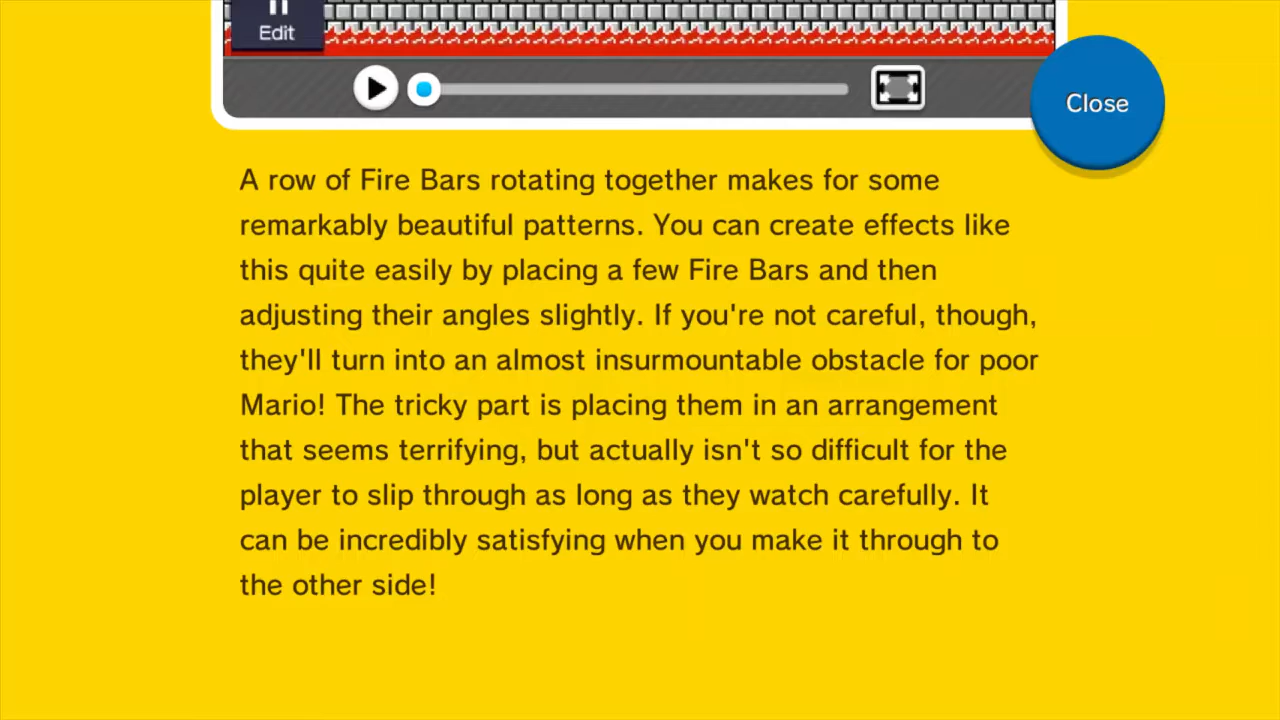 Edit
Close
A row of Fire Bars rotating together makes for some
remarkably beautiful patterns. You can create effects like
this quite easily by placing a few Fire Bars and then
adjusting their angles slightly. If you're not careful, though,
they'll turn into an almost insurmountable obstacle for poor
Mario! The tricky part is placing them in an arrangement
that seems terrifying, but actually isn't so difficult for the
player to slip through as long as they watch carefully. It
can be incredibly satisfying when you make it through to
the other side!